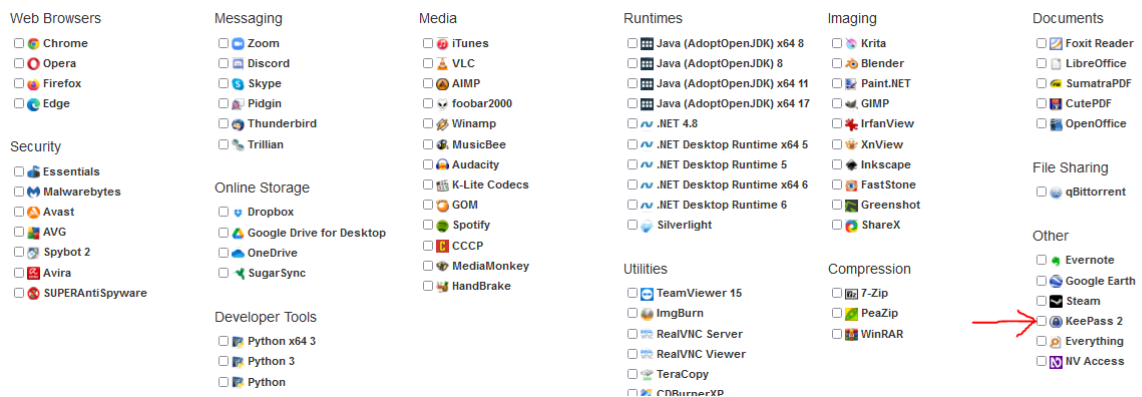 Web Browsers
Chrome
Opera
Firefox
Edge
Security
Essentials
Malwarebytes
Avast
AVG
Spybot 2
Avira
SUPERAntiSpyware
Messaging
Zoom
Discord
Skype
Pidgin
Thunderbird
Trillian
Online Storage
Dropbox
Google Drive for Desktop
OneDrive
SugarSync
Developer Tools
Python x64 3
Python 3
Python
Media
iTunes
VLC
AIMP
foobar2000
Winamp
MusicBee
Audacity
K-Lite Codecs
GOM
Spotify
CCCP
MediaMonkey
HandBrake
Runtimes
Java (AdoptOpenJDK) x64 8
Java (AdoptOpenJDK) 8
Java (AdoptOpenJDK) x64 11
Java (AdoptOpenJDK) x64 17
.NET 4.8
.NET Desktop Runtime x64 5
.NET Desktop Runtime 5
.NET Desktop Runtime x64 6
.NET Desktop Runtime 6
Silverlight
Utilities
TeamViewer 15
ImgBurn
RealVNC Server
RealVNC Viewer
TeraCopy
CDBurnerXP
Imaging
Krita
Blender
Paint.NET
GIMP
IrfanView
XnView
Inkscape
FastStone
Greenshot
ShareX
Compression
7-Zip
PeaZip
WinRAR
Documents
Foxit Reader
LibreOffice
SumatraPDF
CutePDF
OpenOffice
File Sharing
qBittorrent
Other
Evernote
Google Earth
Steam
KeePass 2
Everything
NV Access